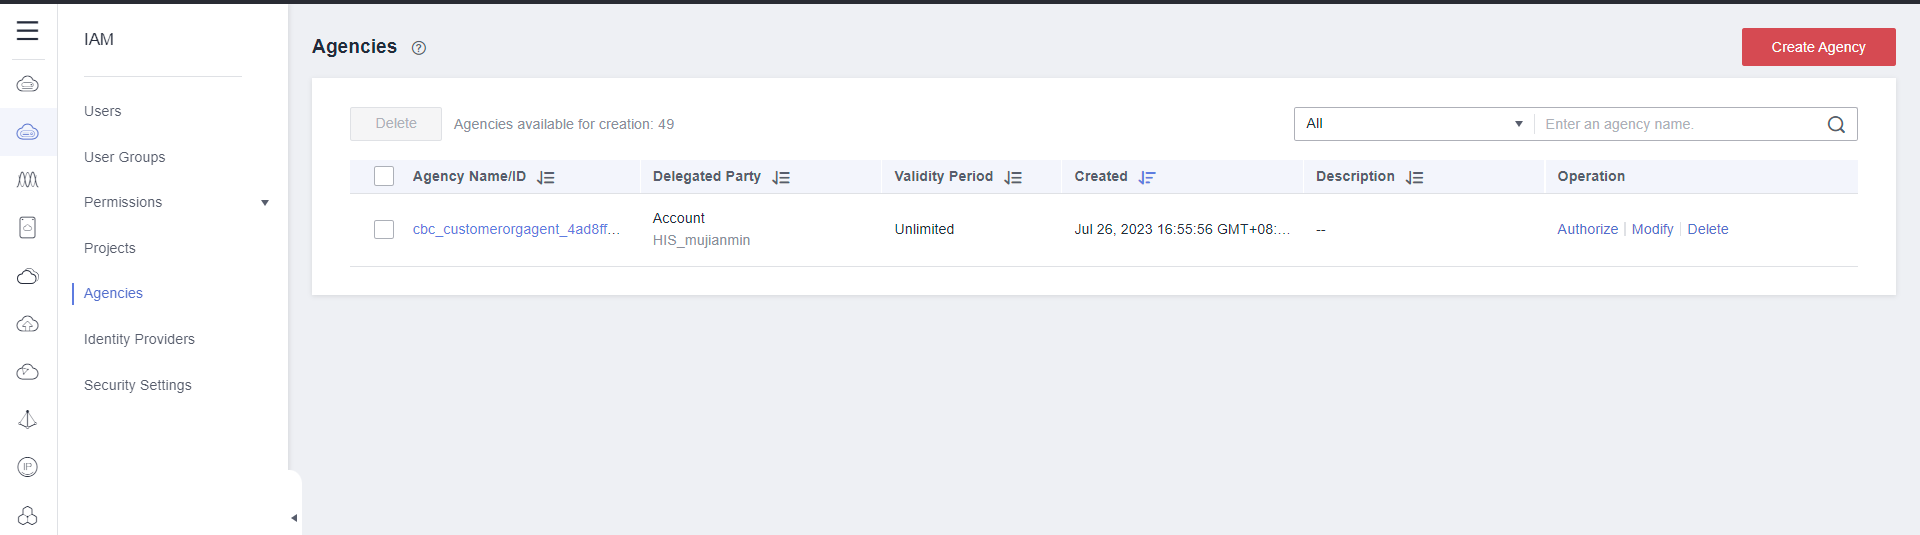 IAM
Users
User Groups
Permissions
Projects
Agencies
Identity Providers
Security Settings
IP
Agencies ?
Create Agency
Delete Agencies available for creation: 49
All Enter an agency name.
Agency Name/ID Delegated Party Validity Period Created Description Operation
cbc_customerorgagent_4ad8ff... Account HIS_mujianmin Unlimited Jul 26, 2023 16:55:56 GMT+08:... -- Authorize | Modify | Delete